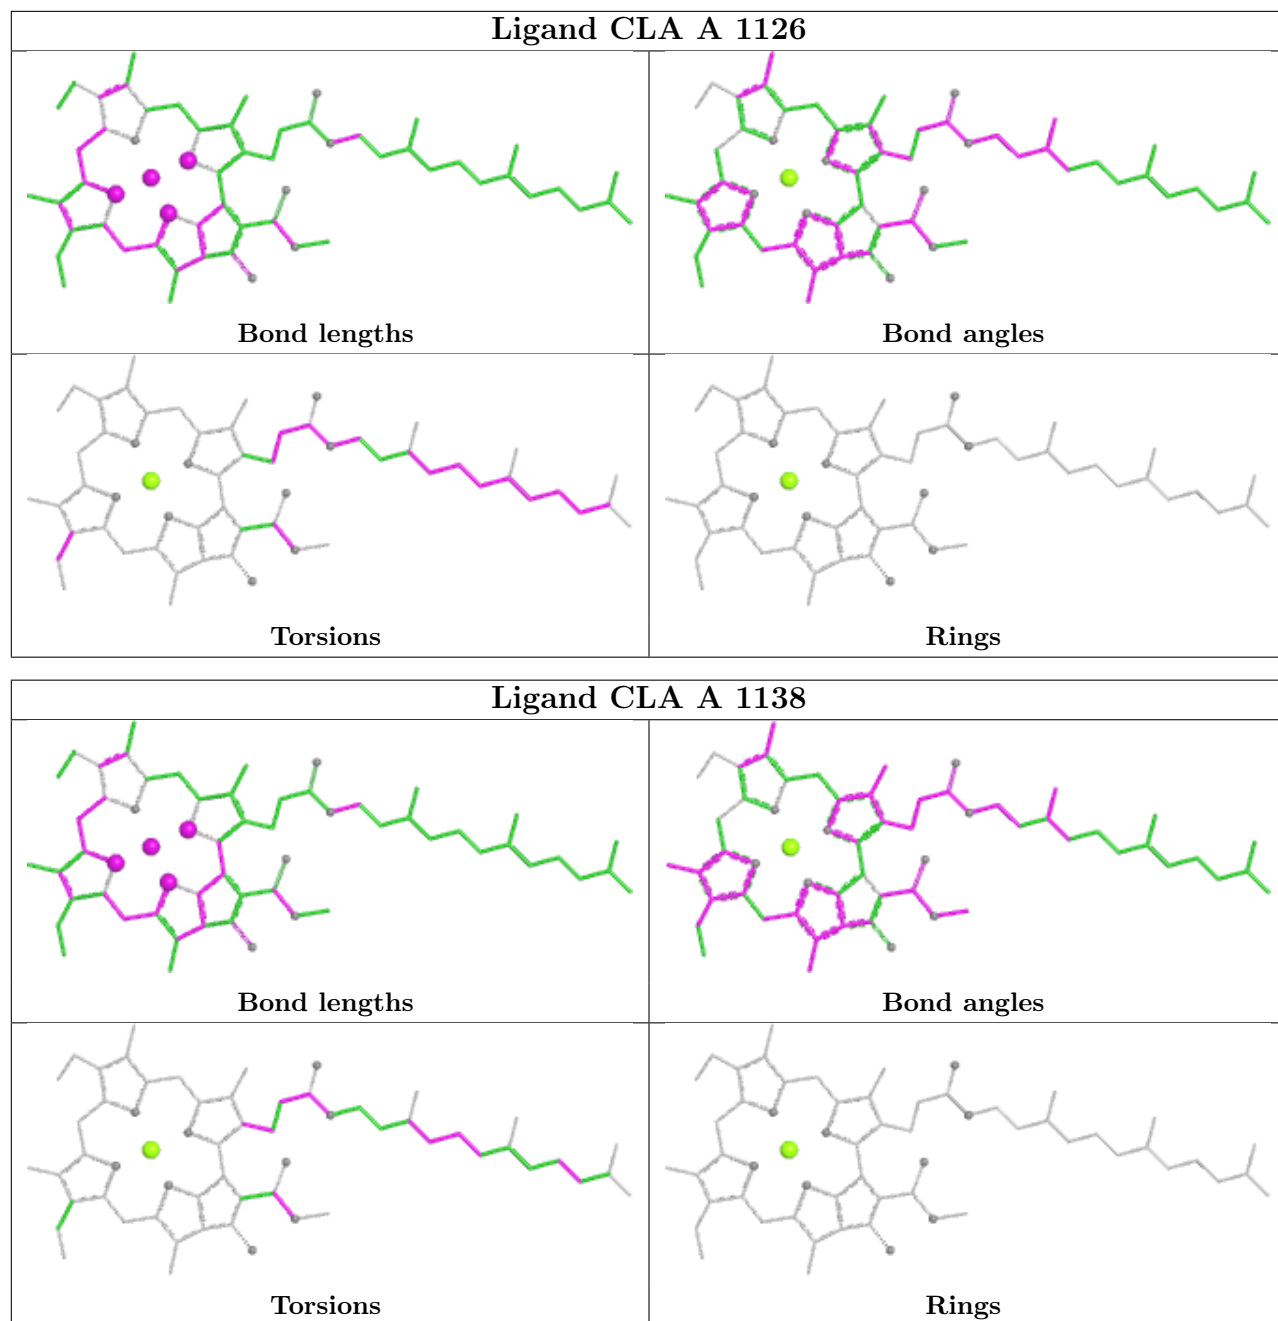 Ligand CLA A 1126
Bond lengths
Bond angles
Torsions
Rings
Ligand CLA A 1138
Bond lengths
Bond angles
Torsions
Rings